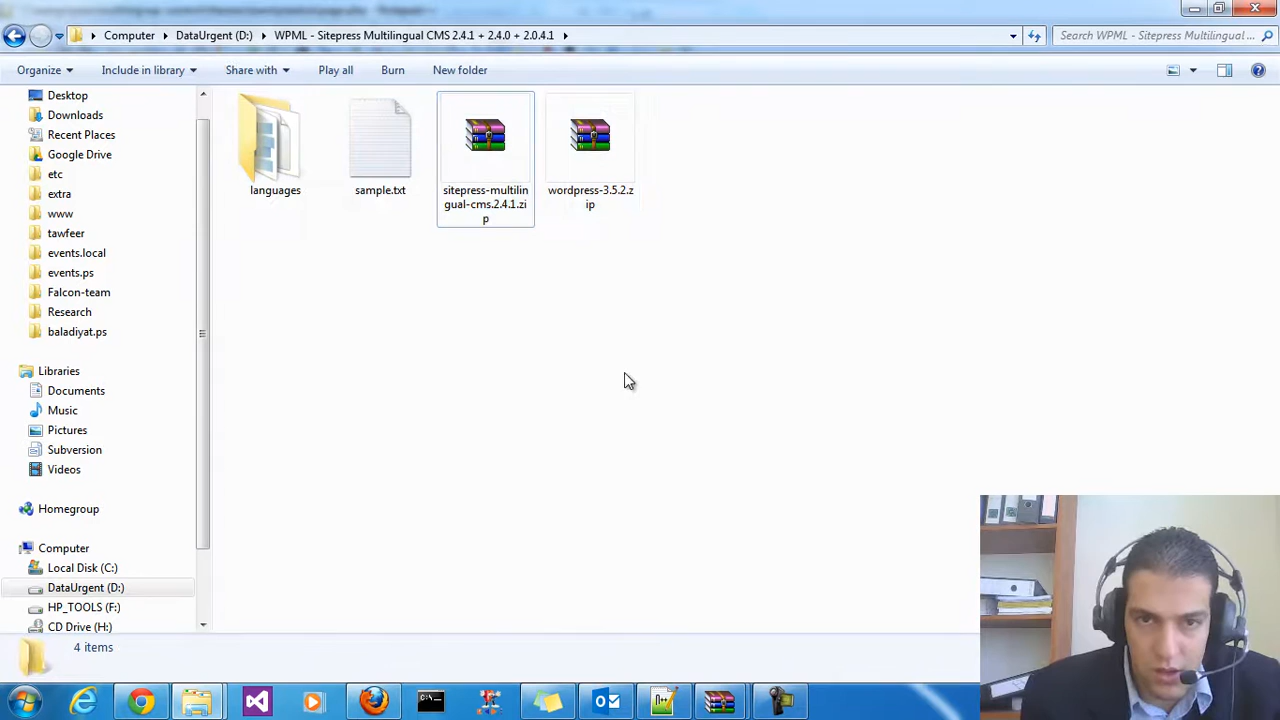 Computer
DataUrgent (D:)
WPML - Sitepress Multilingual CMS 2.4.1 + 2.4.0 + 2.0.4.1
Search WPML - Sitepress Multilingual ...
Organize
Include in library
Share with
Play all
Burn
New folder
Desktop
Downloads
Recent Places
Google Drive
etc
extra
www
tawfeer
events.local
events.ps
Falcon-team
Research
baladiyat.ps
Libraries
Documents
Music
Pictures
Subversion
Videos
Homegroup
Computer
Local Disk (C:)
DataUrgent (D:)
HP_TOOLS (F:)
CD Drive (H:)
languages
sample.txt
sitepress-multilin
gual-cms.2.4.1.zi
p
wordpress-3.5.2.z
ip
4 items